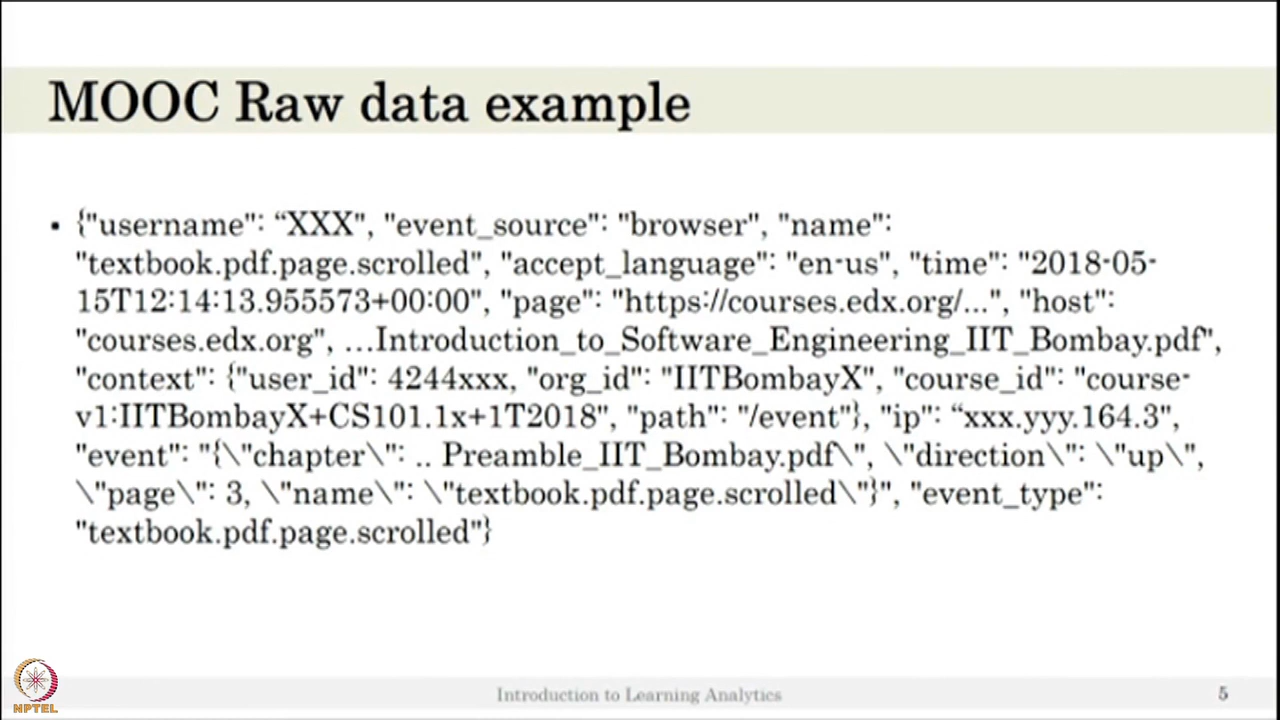 MOOC Raw data example
• {"username": “XXX", "event_source": "browser", "name":
"textbook.pdf.page.scrolled", "accept_language": "en-us", "time": "2018-05-
15T12:14:13.955573+00:00", "page": "https://courses.edx.org/...", "host":
"courses.edx.org", …Introduction_to_Software_Engineering_IIT_Bombay.pdf",
"context": {"user_id": 4244xxx, "org_id": "IITBombayX", "course_id": "course-
v1:IITBombayX+CS101.1x+1T2018", "path": "/event"}, "ip": “xxx.yyy.164.3",
"event": "{\"chapter\": .. Preamble_IIT_Bombay.pdf\", \"direction\": \"up\",
\"page\": 3, \"name\": \"textbook.pdf.page.scrolled\"}", "event_type":
"textbook.pdf.page.scrolled"}
NPTEL
Introduction to Learning Analytics
5